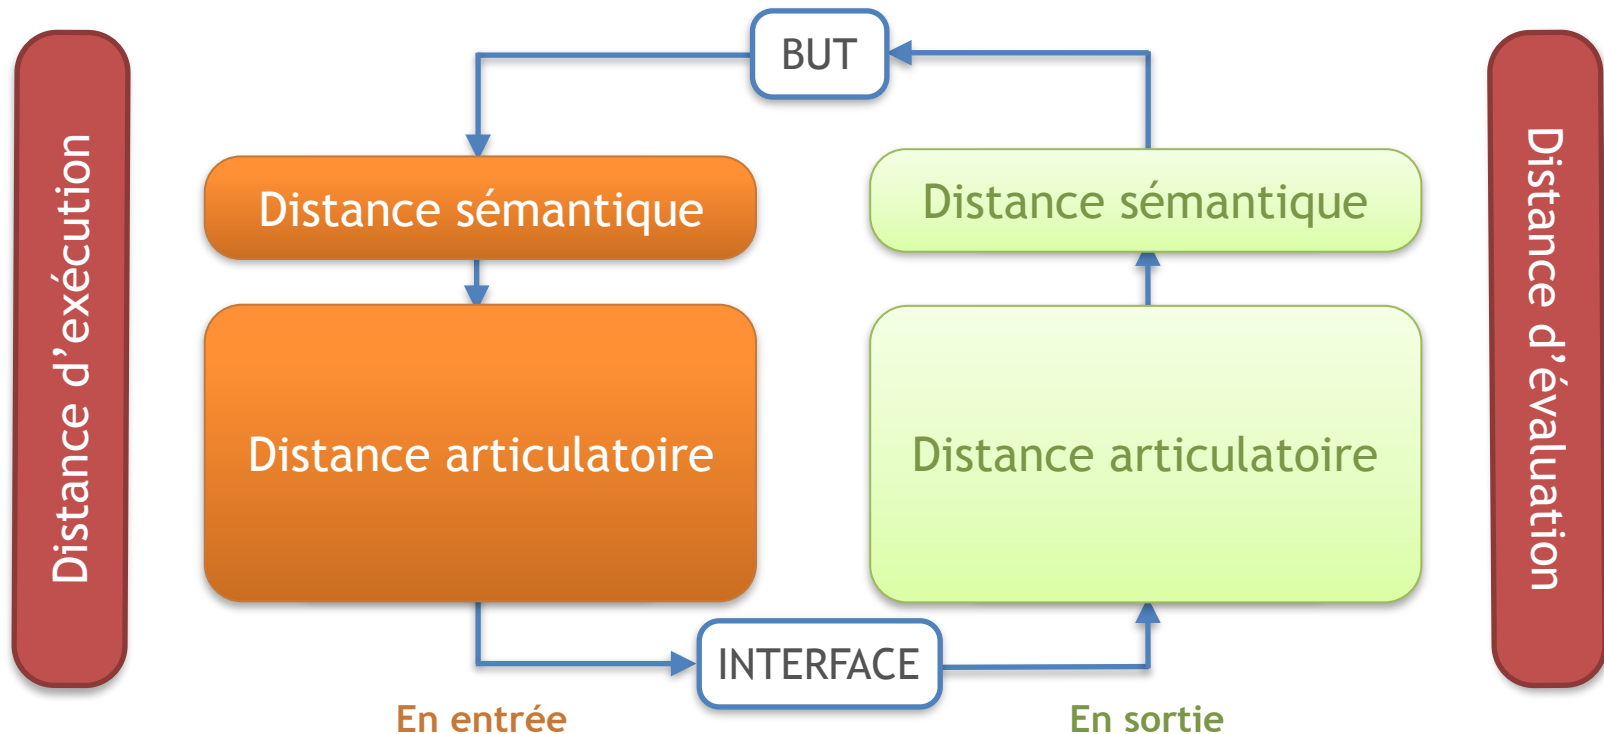 BUT
Distance d’exécution
Distance sémantique
Distance sémantique
Distance d’évaluation
Distance articulatoire
Distance articulatoire
INTERFACE
En entrée
En sortie